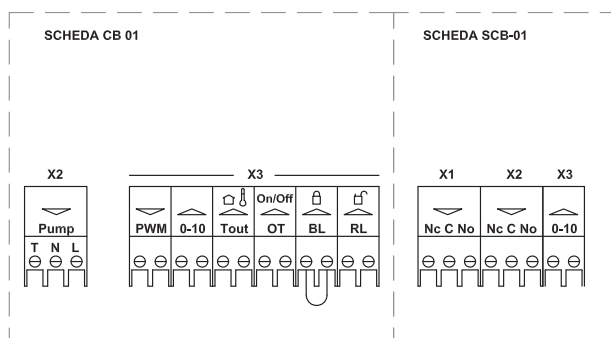 SCHEDA CB 01
SCHEDA SCB-01
X2
X3
X1
X2
X3
On/Off
Pump
PWM
0-10
Tout
OT
BL
RL
Nc C No
Nc C No
0-10
T N L